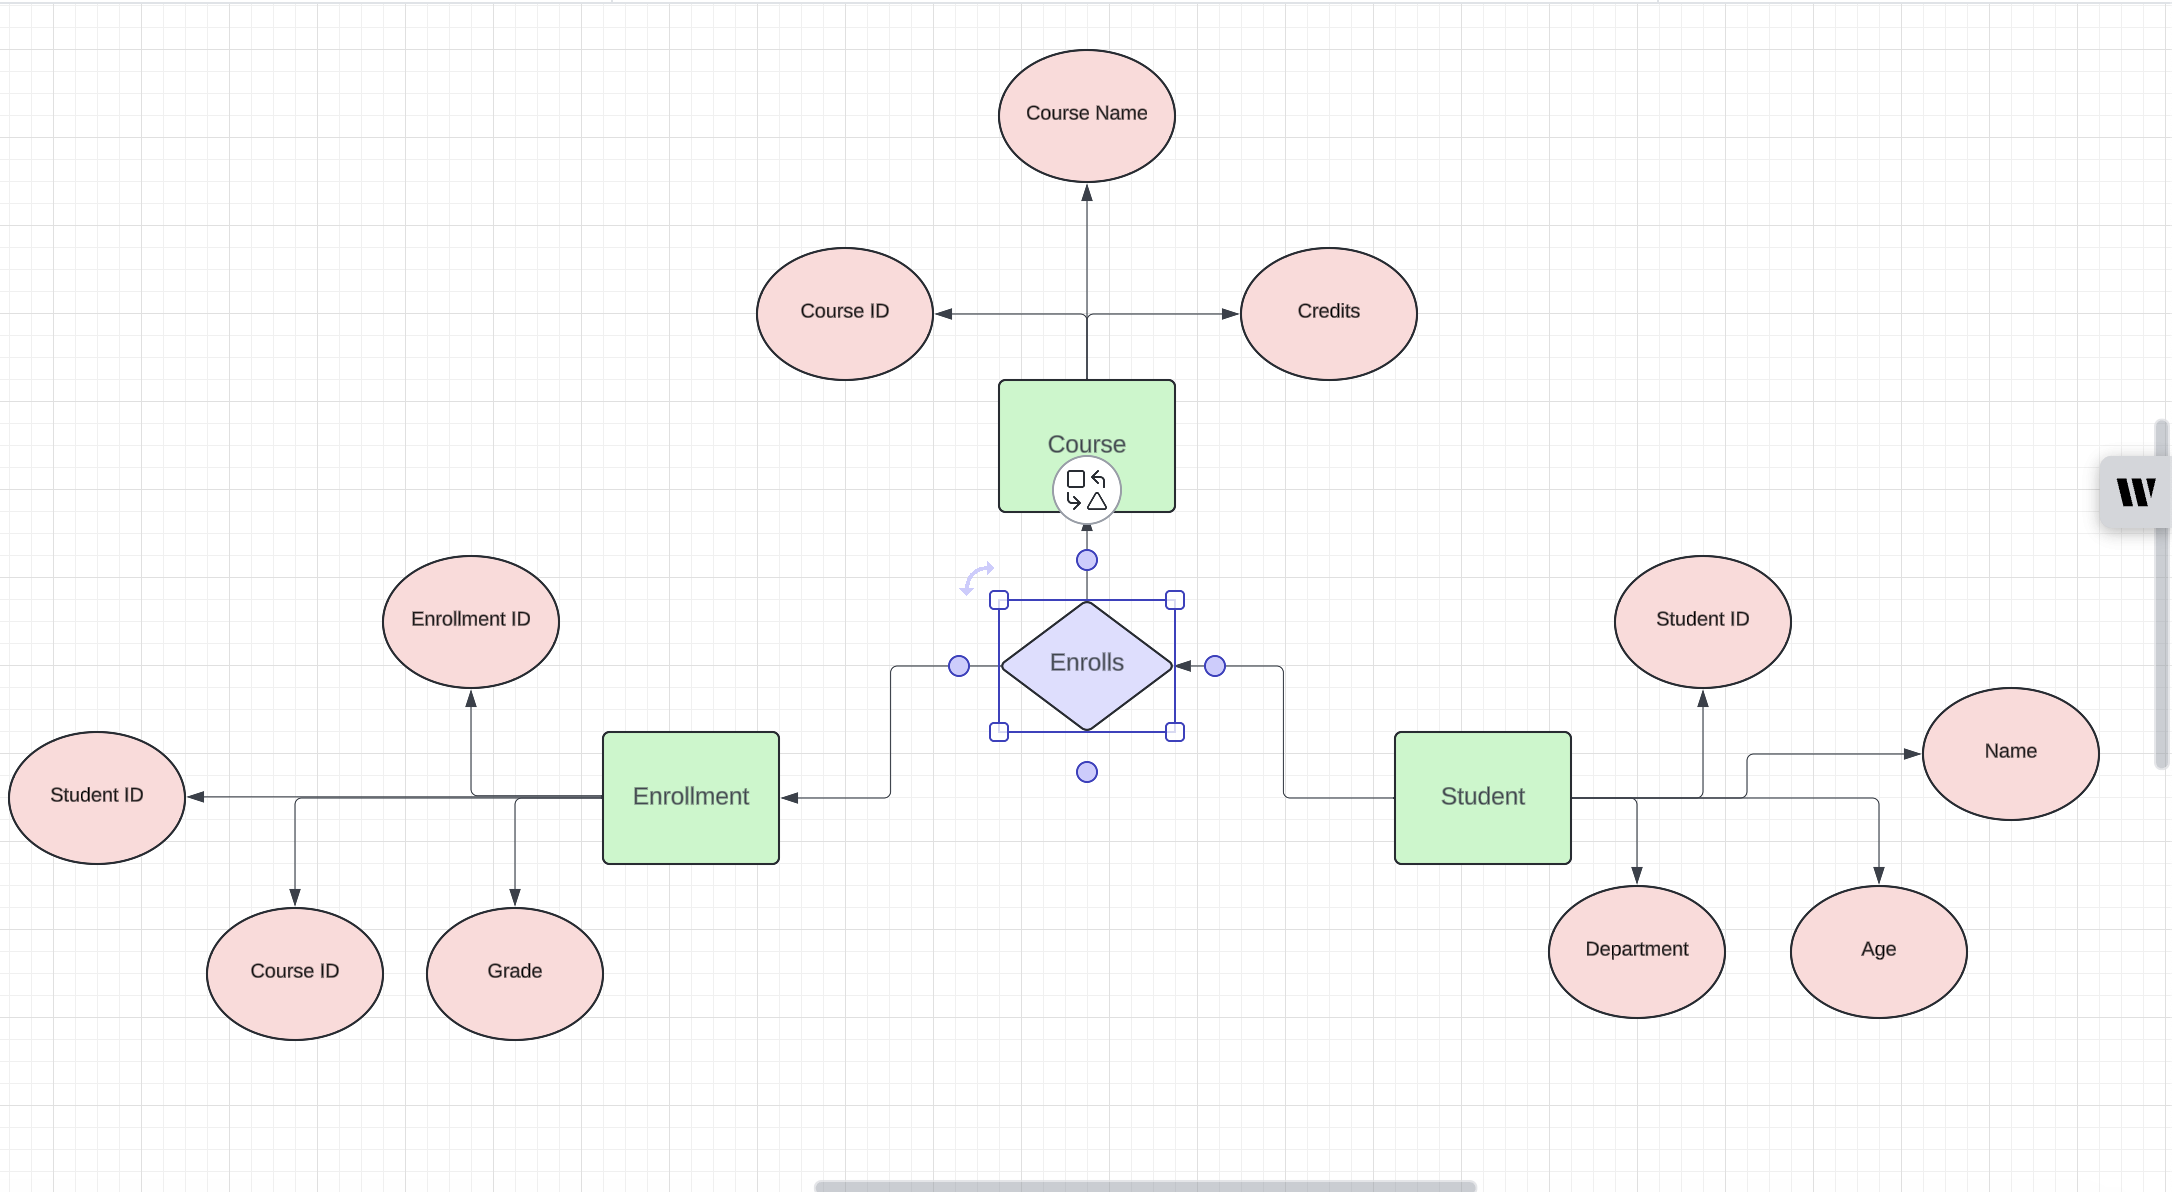 Course Name
Course ID
Credits
Course
Enrollment ID
Student ID
Enrolls
Name
Student ID
Enrollment
Student
Department
Age
Course ID
Grade